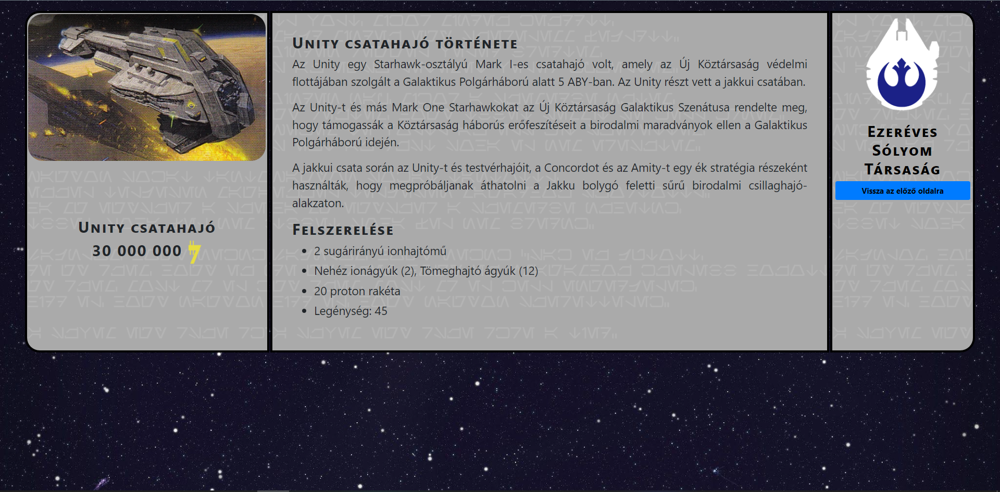 Unity csatahajó
30 000 000
Unity csatahajó története
Az Unity egy Starhawk-osztályú Mark I-es csatahajó volt, amely az Új Köztársaság védelmi
flottájában szolgált a Galaktikus Polgárháború alatt 5 ABY-ban. Az Unity részt vett a jakkui csatában.
Az Unity-t és más Mark One Starhawkokat az Új Köztársaság Galaktikus Szenátusa rendelte meg,
hogy támogassák a Köztársaság háborús erőfeszítéseit a birodalmi maradványok ellen a Galaktikus
Polgárháború idején.
A jakkui csata során az Unity-t és testvérhajóit, a Concordot és az Amity-t egy ék stratégia részeként
használták, hogy megpróbáljanak áthatolni a Jakku bolygó feletti sűrű birodalmi csillaghajó-
alakzaton.
Felszerelése
• 2 sugárirányú ionhajtómű
• Nehéz ionágyúk (2), Tömeghajtó ágyúk (12)
• 20 proton rakéta
• Legénység: 45
Ezeréves
Sólyom
Társaság
Vissza az előző oldalra